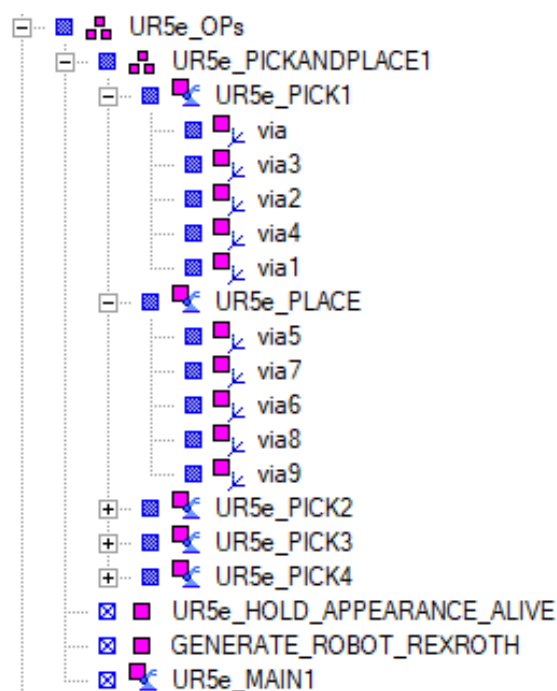 UR5e_OPs
UR5e_PICKANDPLACE1
UR5e_PICK1
via
via3
via2
via4
via1
UR5e_PLACE
via5
via7
via6
via8
via9
UR5e_PICK2
UR5e_PICK3
UR5e_PICK4
UR5e_HOLD_APPEARANCE_ALIVE
GENERATE_ROBOT_REXROTH
UR5e_MAIN1